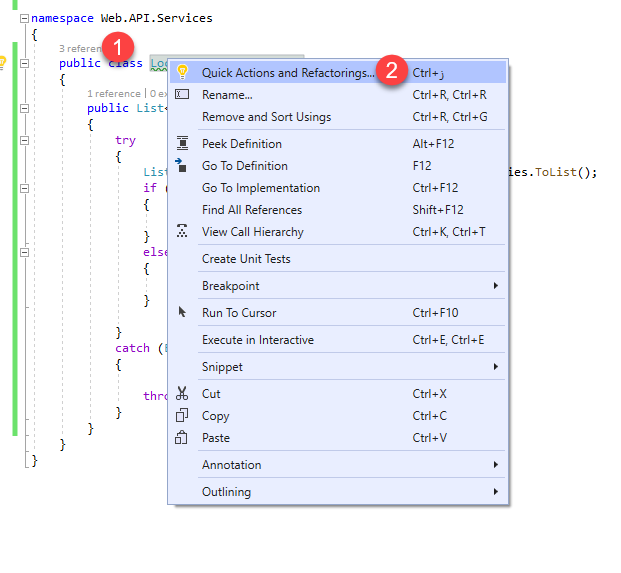 namespace Web.API.Services
{
3 reference
1
public class Loc
{
1 reference | 0 ex
public List<
{
try
{
List ies.ToList();
if (
{
}
else
{
}
}
catch (E
{
thro
}
}
}
}
2
Quick Actions and Refactorings... Ctrl+j
Rename... Ctrl+R, Ctrl+R
Remove and Sort Usings Ctrl+R, Ctrl+G
Peek Definition Alt+F12
Go To Definition F12
Go To Implementation Ctrl+F12
Find All References Shift+F12
View Call Hierarchy Ctrl+K, Ctrl+T
Create Unit Tests
Breakpoint
Run To Cursor Ctrl+F10
Execute in Interactive Ctrl+E, Ctrl+E
Snippet
Cut Ctrl+X
Copy Ctrl+C
Paste Ctrl+V
Annotation
Outlining